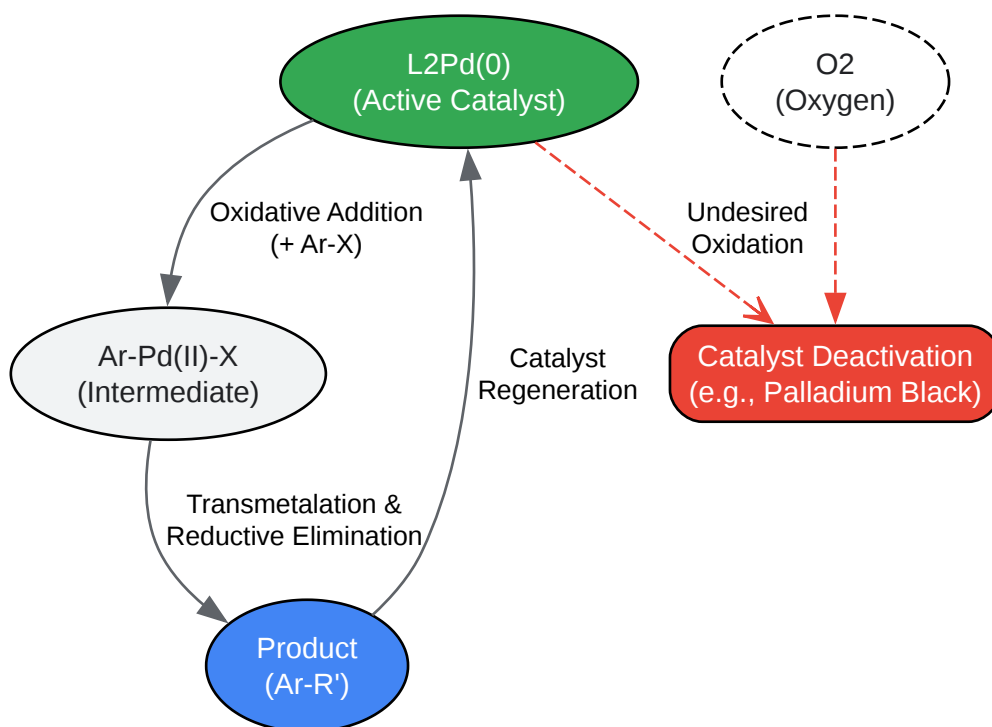 L2Pd(0)
(Active Catalyst)
O2
(Oxygen)
Oxidative Addition
(+ Ar-X)
Undesired
Oxidation
Ar-Pd(II)-X
(Intermediate)
Catalyst
Regeneration
Catalyst Deactivation
(e.g., Palladium Black)
Transmetalation &
Reductive Elimination
Product
(Ar-R')